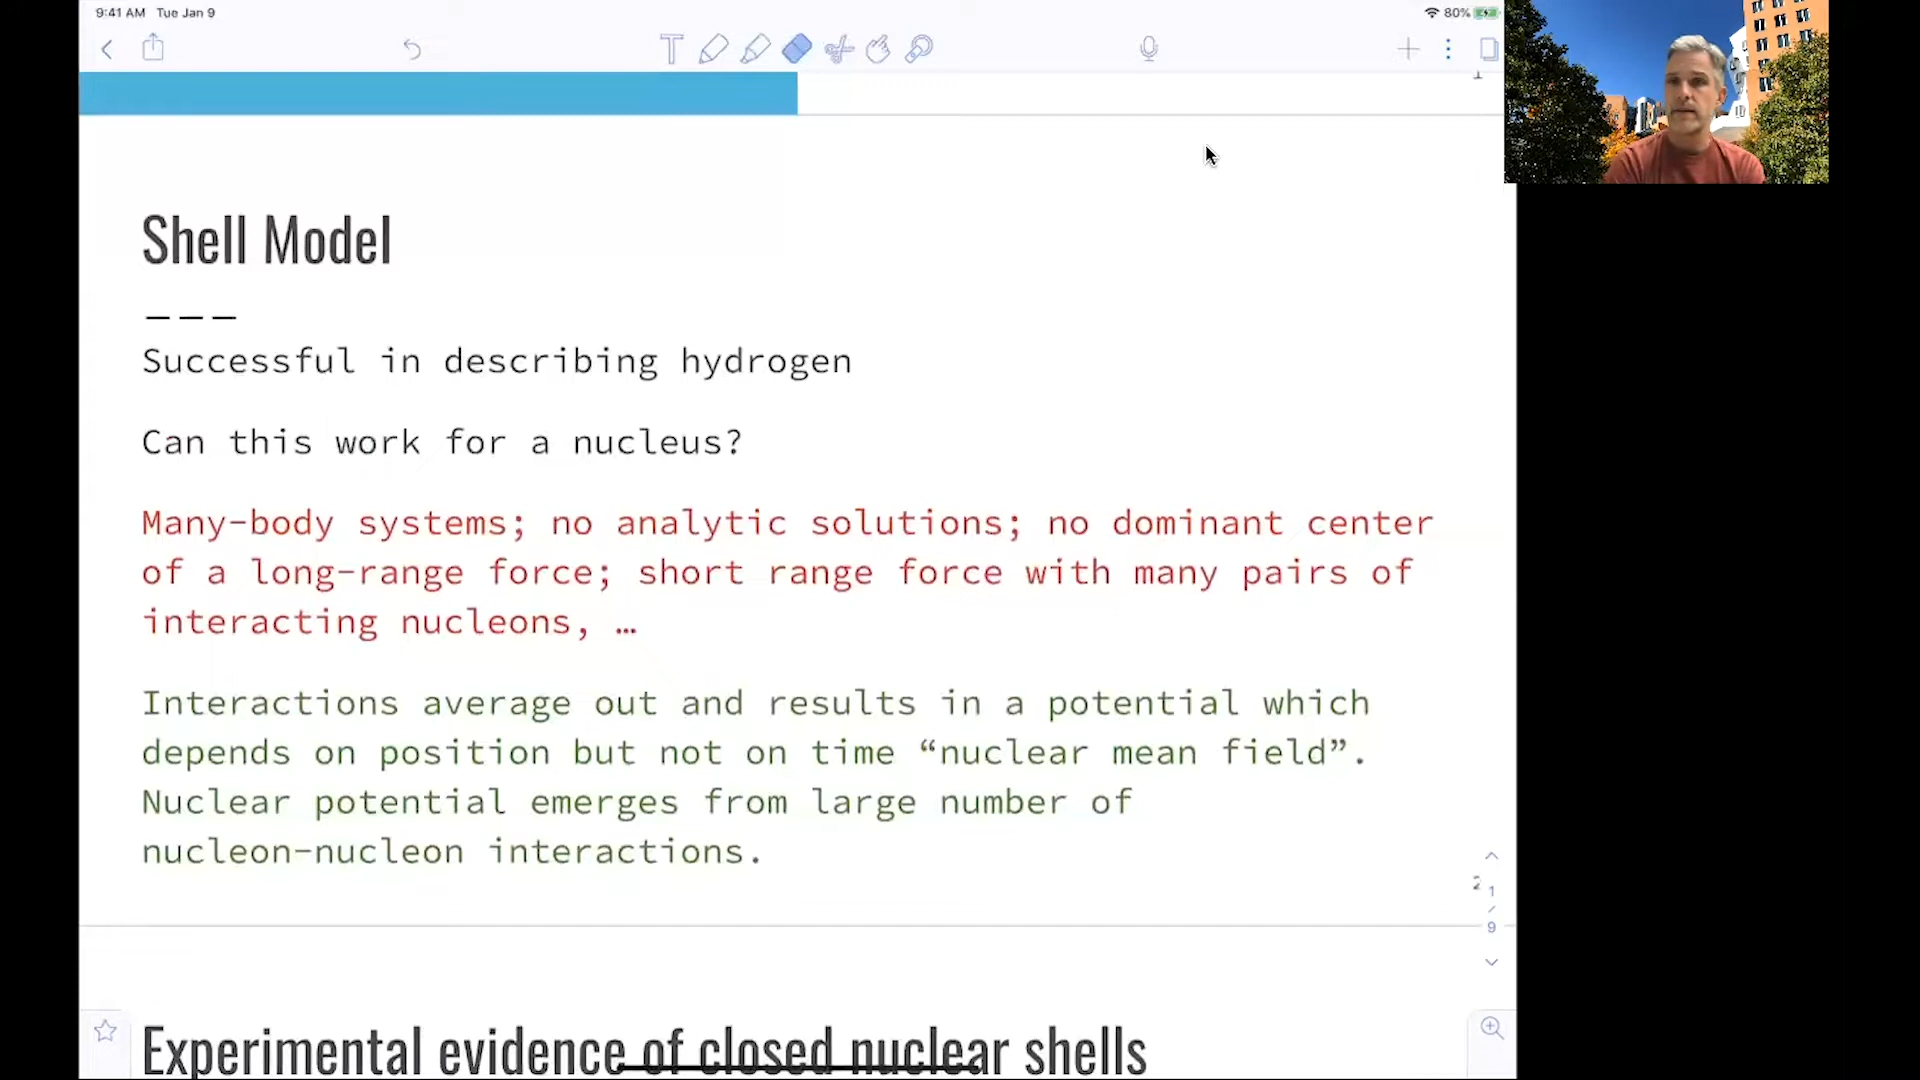 9:41 AM Tue Jan 9
80%
Shell Model
———
Successful in describing hydrogen
Can this work for a nucleus?
Many-body systems; no analytic solutions; no dominant center
of a long-range force; short range force with many pairs of
interacting nucleons, …
Interactions average out and results in a potential which
depends on position but not on time “nuclear mean field”.
Nuclear potential emerges from large number of
nucleon-nucleon interactions.
2
1
/
9
Experimental evidence of closed nuclear shells